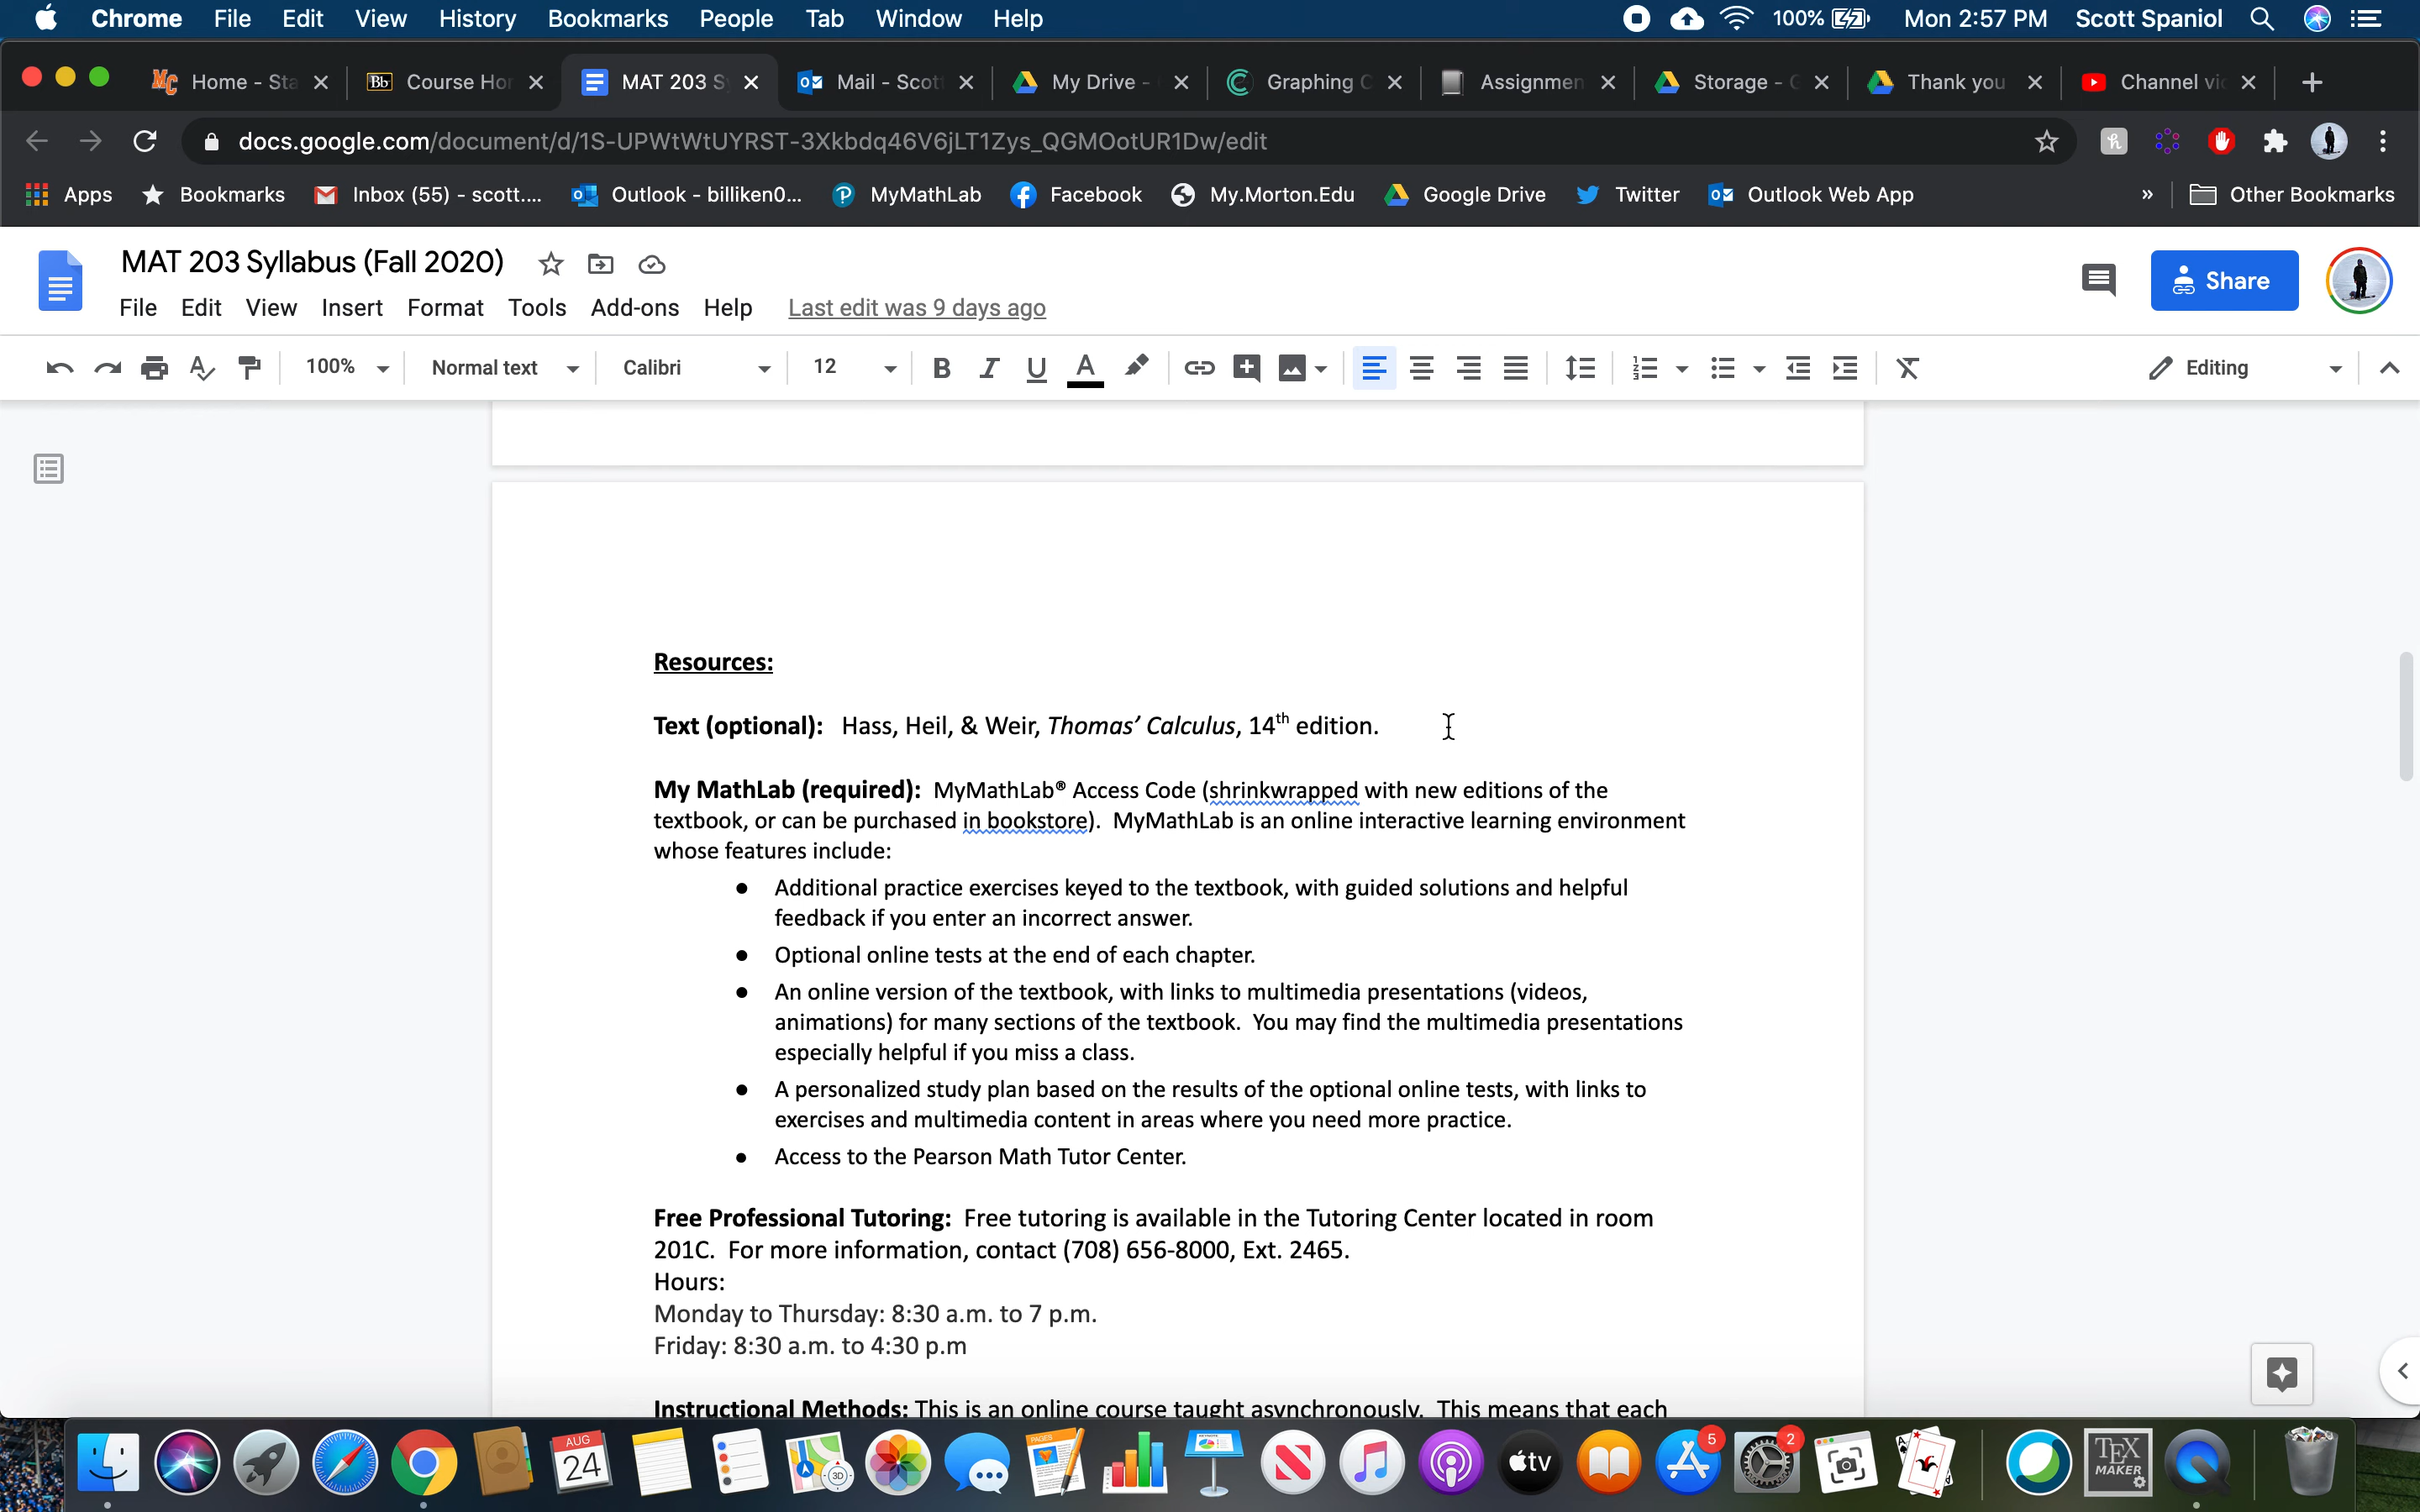 Chrome File Edit View History Bookmarks People Tab Window Help 100% Mon 2:57 PM Scott Spaniol
Home - Sta Bb Course Hor MAT 203 S Mail - Scott My Drive - Graphing C Assignmen Storage - G Thank you Channel vi
docs.google.com/document/d/1S-UPWtWtUYRST-3Xkbdq46V6jLT1Zys_QGMOotUR1Dw/edit
Apps Bookmarks Inbox (55) - scott.... Outlook - billiken0... MyMathLab Facebook My.Morton.Edu Google Drive Twitter Outlook Web App » Other Bookmarks
MAT 203 Syllabus (Fall 2020)
Share
File Edit View Insert Format Tools Add-ons Help Last edit was 9 days ago
100% Normal text Calibri 12 B I U A Editing
Resources:
Text (optional): Hass, Heil, & Weir, Thomas’ Calculus, 14th edition.
My MathLab (required): MyMathLab® Access Code (shrinkwrapped with new editions of the
textbook, or can be purchased in bookstore). MyMathLab is an online interactive learning environment
whose features include:
● Additional practice exercises keyed to the textbook, with guided solutions and helpful
feedback if you enter an incorrect answer.
● Optional online tests at the end of each chapter.
● An online version of the textbook, with links to multimedia presentations (videos,
animations) for many sections of the textbook. You may find the multimedia presentations
especially helpful if you miss a class.
● A personalized study plan based on the results of the optional online tests, with links to
exercises and multimedia content in areas where you need more practice.
● Access to the Pearson Math Tutor Center.
Free Professional Tutoring: Free tutoring is available in the Tutoring Center located in room
201C. For more information, contact (708) 656-8000, Ext. 2465.
Hours:
Monday to Thursday: 8:30 a.m. to 7 p.m.
Friday: 8:30 a.m. to 4:30 p.m
Instructional Methods: This is an online course taught asynchronously. This means that each
AUG
24
PAGES
3D
tv
5
2
TEX
MAKER